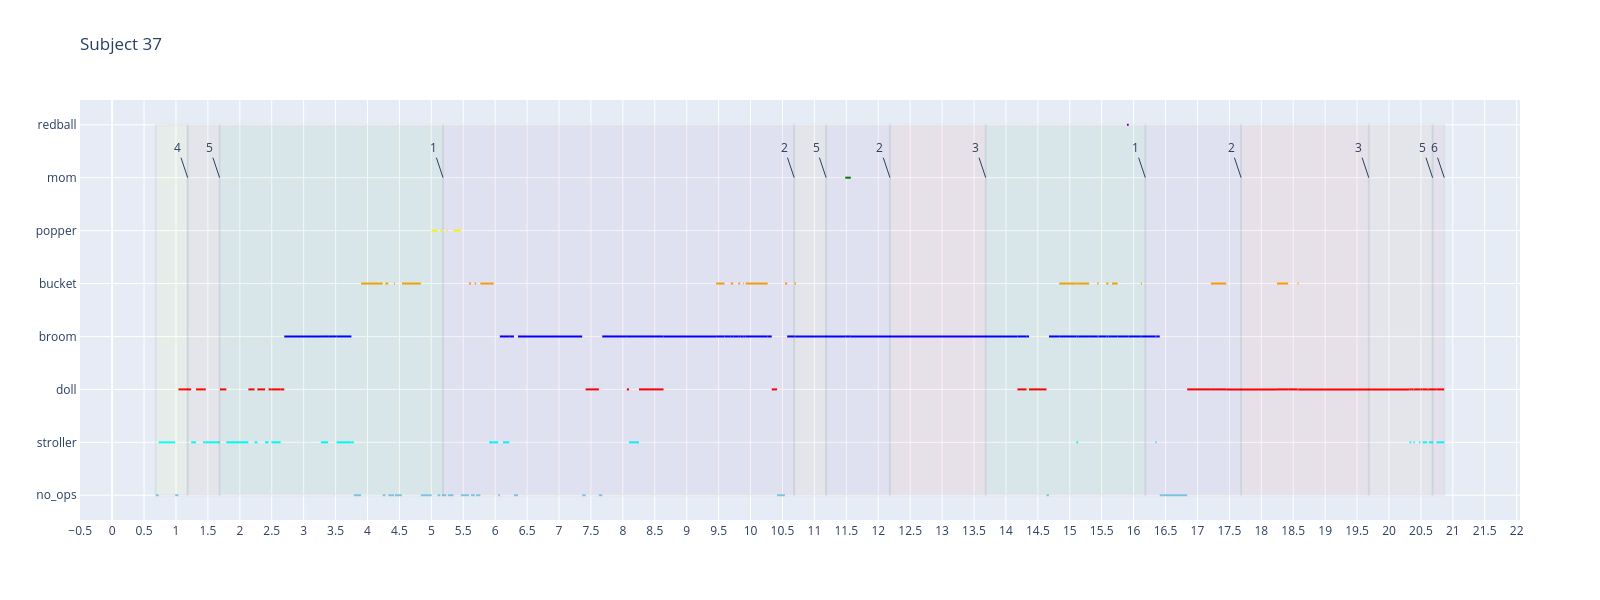 Subject 37
redball
4 5 1 2 5 2 3 1 2 3 5 6
mom
popper
bucket
broom
doll
stroller
no_ops
−0.5 0 0.5 1 1.5 2 2.5 3 3.5 4 4.5 5 5.5 6 6.5 7 7.5 8 8.5 9 9.5 10 10.5 11 11.5 12 12.5 13 13.5 14 14.5 15 15.5 16 16.5 17 17.5 18 18.5 19 19.5 20 20.5 21 21.5 22